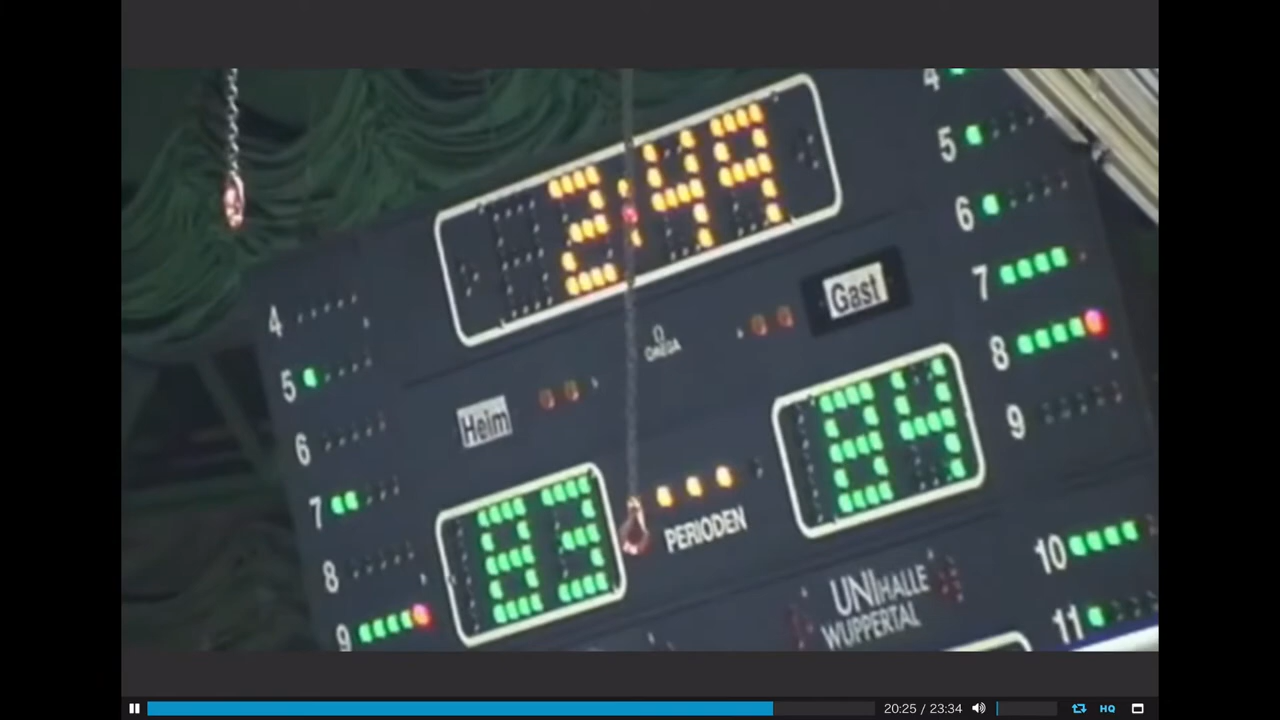 2:49
4
5
6
7
8
9
Heim
Ω
OMEGA
Gast
83
PERIODEN
84
UNIHALLE
WUPPERTAL
4
5
6
7
8
9
10
11
20:25 / 23:34
HQ